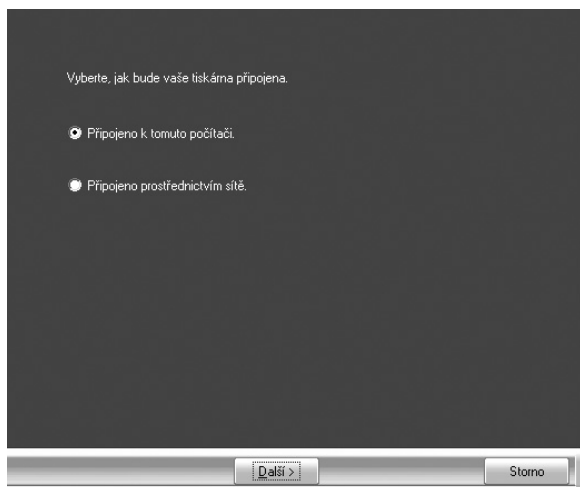 Vyberte, jak bude vaše tiskárna připojena.
Připojeno k tomuto počítači.
Připojeno prostřednictvím sítě.
Další >
Storno